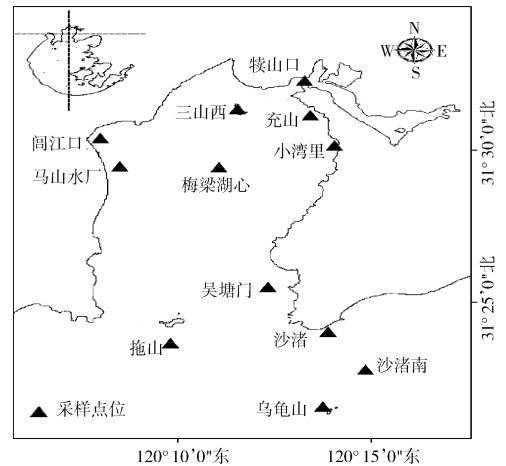 N
W E
S
犊山口
三山西
充山
闾江口
小湾里
马山水厂
梅梁湖心
31°30′0″北
吴塘门
31°25′0″北
沙渚
拖山
沙渚南
采样点位
乌龟山
120°10′0″东
120°15′0″东